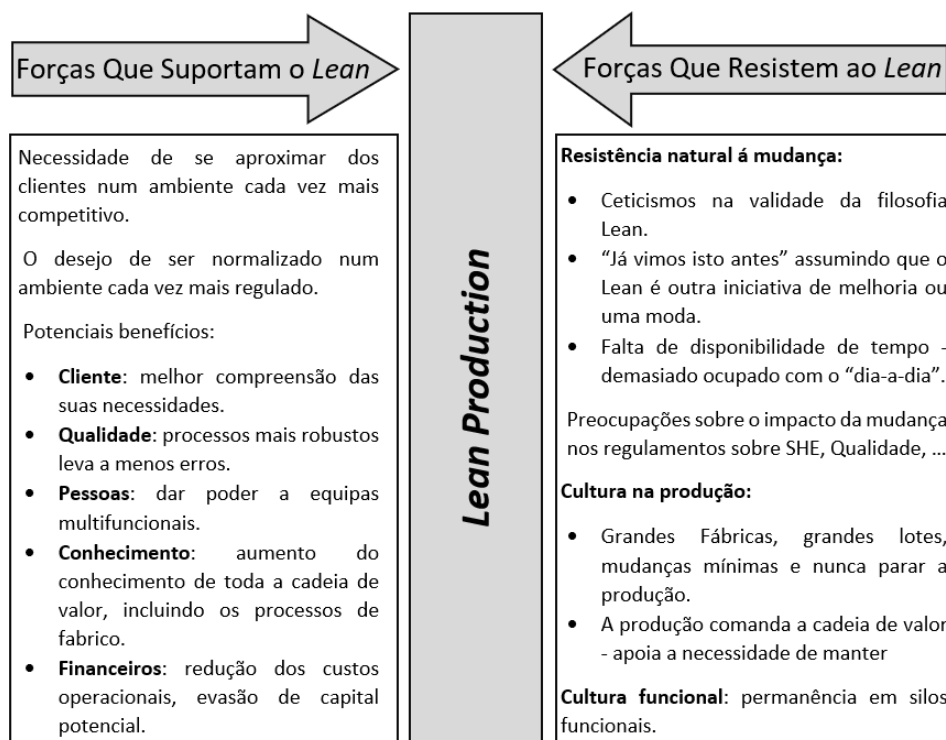 Forças Que Suportam o Lean
Necessidade de se aproximar dos
clientes num ambiente cada vez mais
competitivo.
O desejo de ser normalizado num
ambiente cada vez mais regulado.
Potenciais benefícios:
• Cliente: melhor compreensão das
suas necessidades.
• Qualidade: processos mais robustos
leva a menos erros.
• Pessoas: dar poder a equipas
multifuncionais.
• Conhecimento: aumento do
conhecimento de toda a cadeia de
valor, incluindo os processos de
fabrico.
• Financeiros: redução dos custos
operacionais, evasão de capital
potencial.
Lean Production
Forças Que Resistem ao Lean
Resistência natural á mudança:
• Ceticismos na validade da filosofia
Lean.
• “Já vimos isto antes” assumindo que o
Lean é outra iniciativa de melhoria ou
uma moda.
• Falta de disponibilidade de tempo -
demasiado ocupado com o “dia-a-dia”.
Preocupações sobre o impacto da mudança
nos regulamentos sobre SHE, Qualidade, ...
Cultura na produção:
• Grandes Fábricas, grandes lotes,
mudanças mínimas e nunca parar a
produção.
• A produção comanda a cadeia de valor
- apoia a necessidade de manter
Cultura funcional: permanência em silos
funcionais.